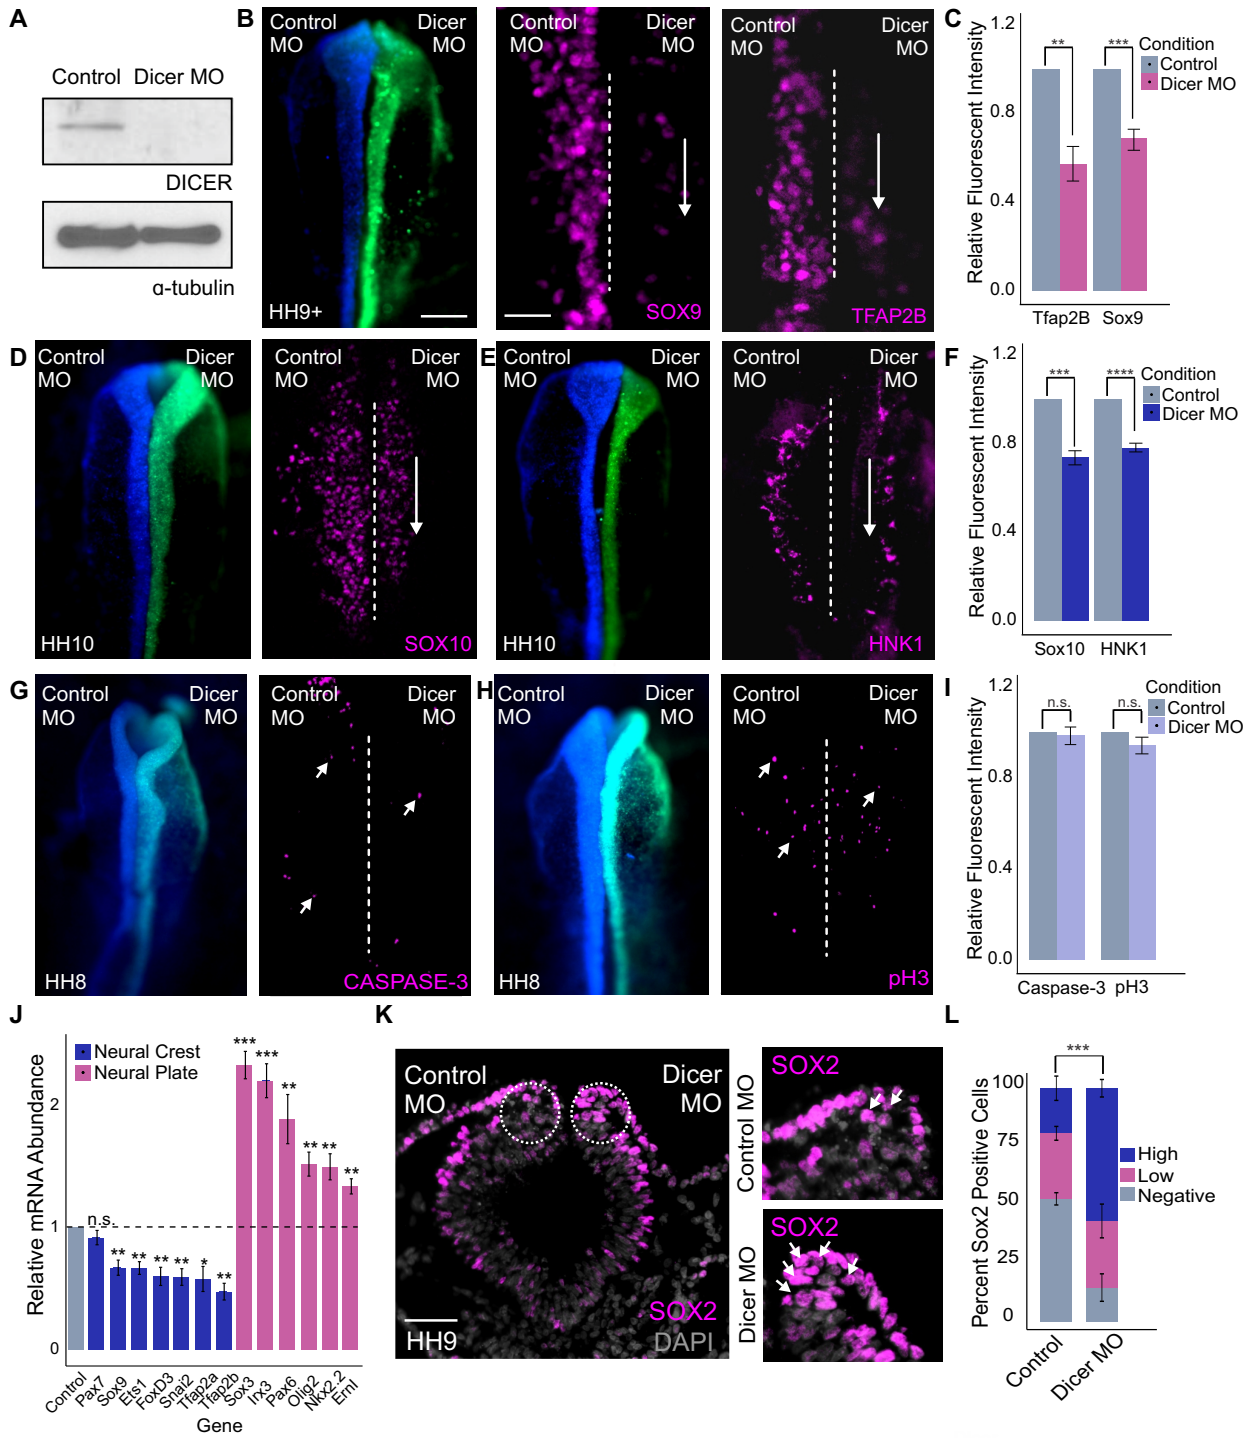 A
Control Dicer MO
DICER
α-tubulin
B
Control MO
Dicer MO
HH9+
Control MO
Dicer MO
SOX9
Control MO
Dicer MO
TFAP2B
C
Relative Fluorescent Intensity
1.2
0.8
0.4
0.0
**
***
Condition
Control
Dicer MO
Tfap2B Sox9
D
Control MO
Dicer MO
HH10
Control MO
Dicer MO
SOX10
E
Control MO
Dicer MO
HH10
Control MO
Dicer MO
HNK1
F
Relative Fluorescent Intensity
1.2
0.8
0.4
0.0
***
****
Condition
Control
Dicer MO
Sox10 HNK1
G
Control MO
Dicer MO
HH8
Control MO
Dicer MO
CASPASE-3
H
Control MO
Dicer MO
HH8
Control MO
Dicer MO
pH3
I
Relative Fluorescent Intensity
1.2
0.8
0.4
0.0
n.s.
n.s.
Condition
Control
Dicer MO
Caspase-3 pH3
J
Relative mRNA Abundance
2
1
0
Neural Crest
Neural Plate
n.s.
**
**
**
**
*
**
***
***
**
**
**
**
Control
Pax7
Sox9
Ets1
FoxD3
Snai2
Tfap2a
Tfap2b
Sox3
Irx3
Pax6
Olig2
Nkx2.2
Ernl
Gene
K
Control MO
Dicer MO
HH9
SOX2
DAPI
Control MO
SOX2
Dicer MO
SOX2
L
Percent Sox2 Positive Cells
100
75
50
25
0
***
High
Low
Negative
Control
Dicer MO